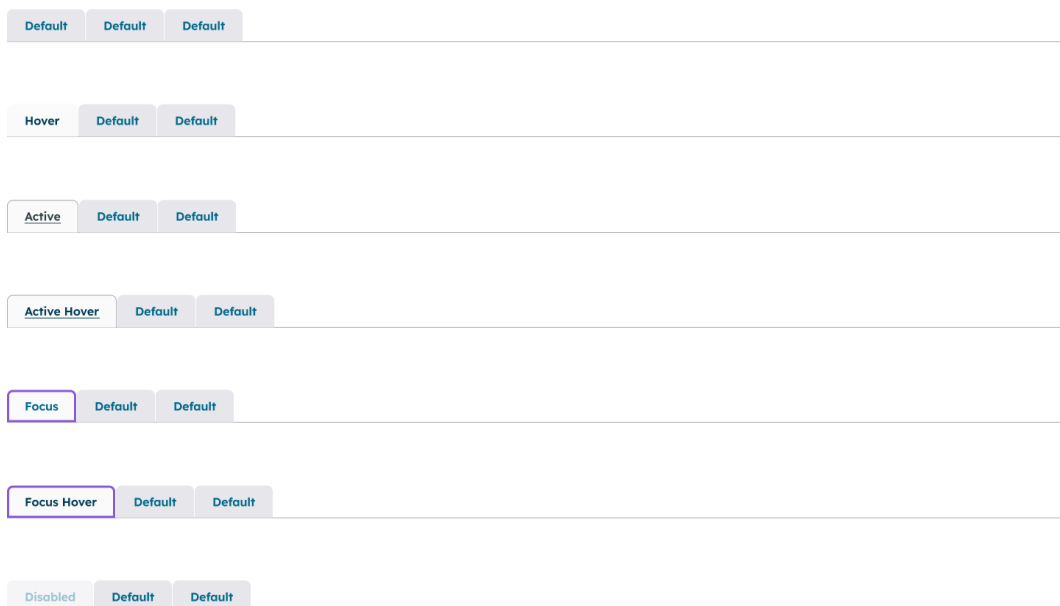 Default Default Default
Hover Default Default
Active Default Default
Active Hover Default Default
Focus Default Default
Focus Hover Default Default
Disabled Default Default